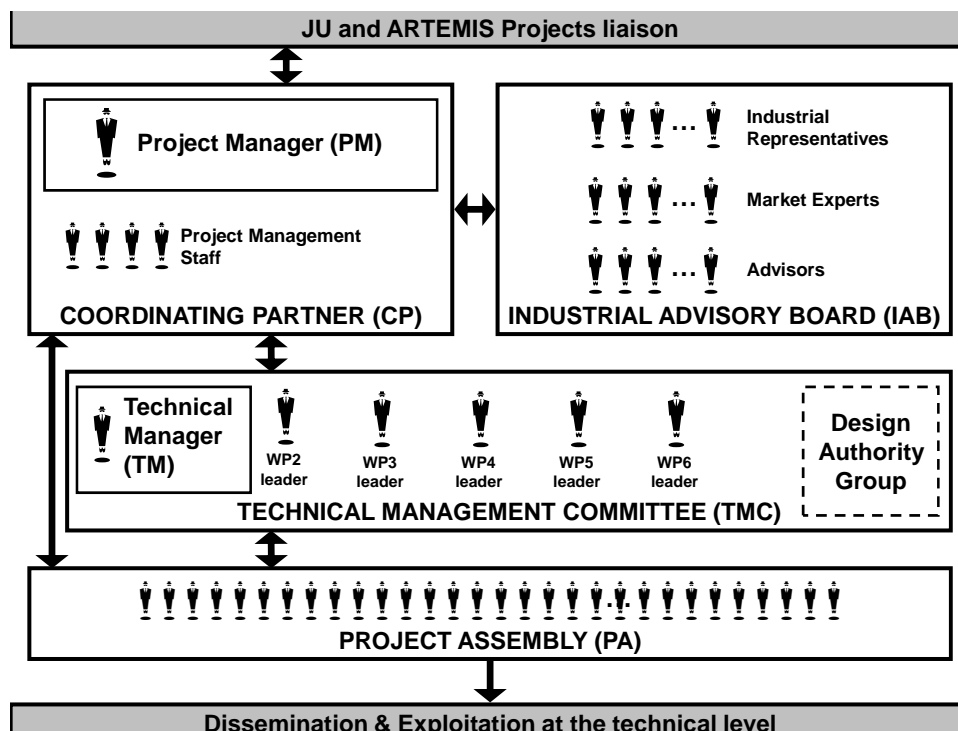 JU and ARTEMIS Projects liaison
Project Manager (PM)
Project Management
Staff
COORDINATING PARTNER (CP)
...
Industrial
Representatives
...
Market Experts
...
Advisors
INDUSTRIAL ADVISORY BOARD (IAB)
Technical
Manager
(TM)
WP2
leader
WP3
leader
WP4
leader
WP5
leader
WP6
leader
Design
Authority
Group
TECHNICAL MANAGEMENT COMMITTEE (TMC)
...
PROJECT ASSEMBLY (PA)
Dissemination & Exploitation at the technical level